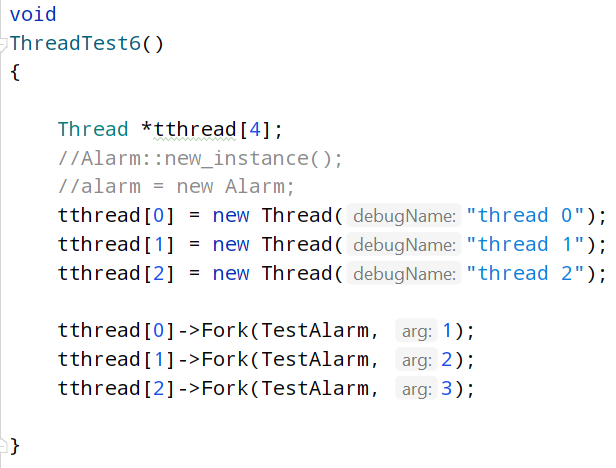 void
ThreadTest6()
{
Thread *tthread[4];
//Alarm::new_instance();
//alarm = new Alarm;
tthread[0] = new Thread( debugName: "thread 0");
tthread[1] = new Thread( debugName: "thread 1");
tthread[2] = new Thread( debugName: "thread 2");
tthread[0]->Fork(TestAlarm, arg: 1);
tthread[1]->Fork(TestAlarm, arg: 2);
tthread[2]->Fork(TestAlarm, arg: 3);
}